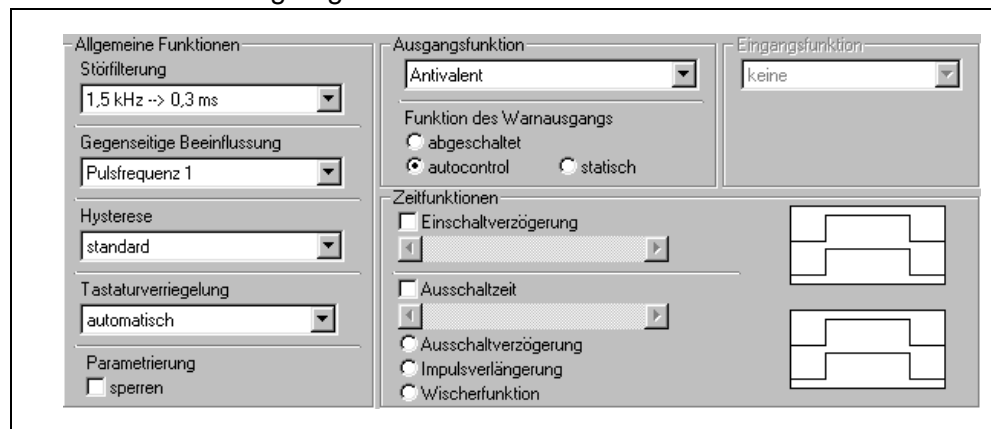 Allgemeine Funktionen
Störfilterung
1,5 kHz --> 0,3 ms
Gegenseitige Beeinflussung
Pulsfrequenz 1
Hysterese
standard
Tastaturverriegelung
automatisch
Parametrierung
sperren
Ausgangsfunktion
Antivalent
Funktion des Warnausgangs
abgeschaltet
autocontrol statisch
Eingangsfunktion
keine
Zeitfunktionen
Einschaltverzögerung
Ausschaltzeit
Ausschaltverzögerung
Impulsverlängerung
Wischerfunktion